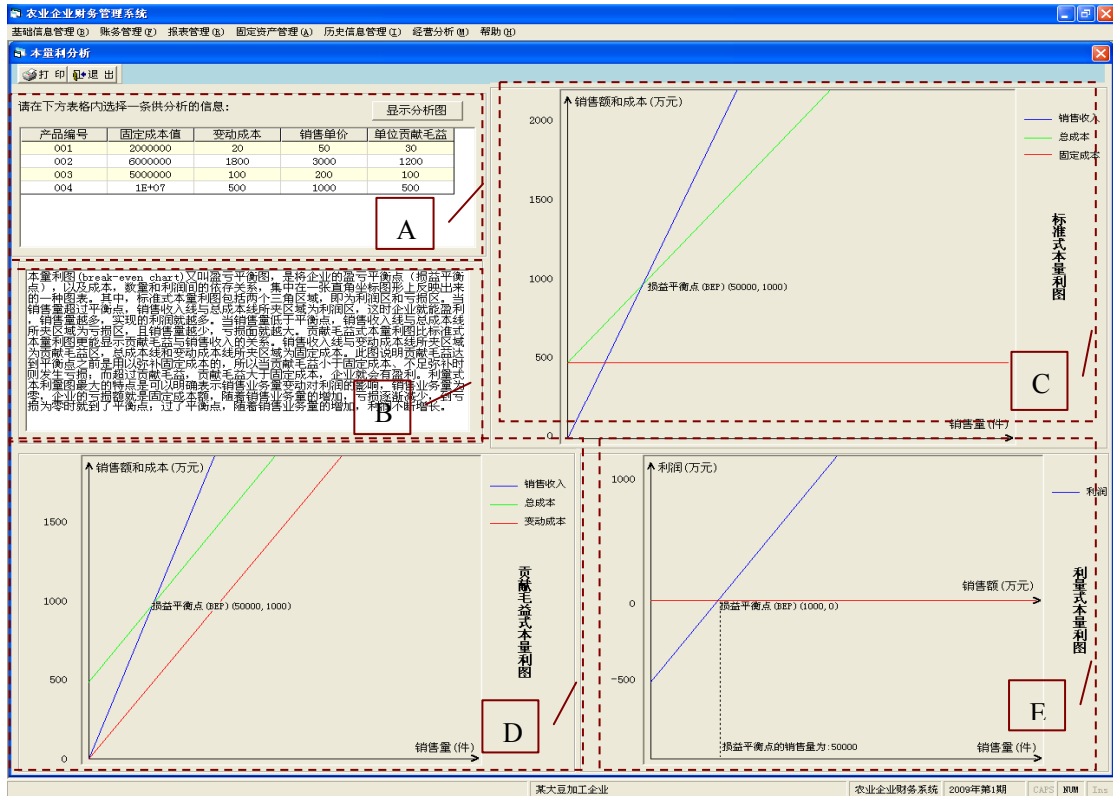 农业企业财务管理系统
基础信息管理(B) 账务管理(F) 报表管理(R) 固定资产管理(A) 历史信息管理(I) 经营分析(M) 帮助(H)
本量利分析
打 印 退 出
请在下方表格内选择一条供分析的信息:
显示分析图
产品编号 固定成本值 变动成本 销售单价 单位贡献毛益
001 2000000 20 50 30
002 6000000 1800 3000 1200
003 5000000 100 200 100
004 1E+07 500 1000 500
A
本量利图(break-even chart)又叫盈亏平衡图，是将企业的盈亏平衡点（损益平衡
点），以及成本，数量和利润间的依存关系，集中在一张直角坐标图形上反映出来
的一种图表。其中，标准式本量利图包括两个三角区域，即为利润区和亏损区。当
销售量超过平衡点，销售收入线与总成本线所夹区域为利润区，这时企业就能盈利
，销售量越多，实现的利润就越多。当销售量低于平衡点，销售收入线与总成本线
所夹区域为亏损区，且销售量越少，亏损面就越大。贡献毛益式本量利图比标准式
本量利图更能显示贡献毛益与销售收入的关系。销售收入线与变动成本线所夹区域
为贡献毛益区，总成本线和变动成本线所夹区域为固定成本。此图说明贡献毛益达
到平衡点之前是用以弥补固定成本的，所以当贡献毛益小于固定成本、不足弥补时
则发生亏损；而超过贡献毛益，贡献毛益大于固定成本，企业就会有盈利。利量式
本利量图最大的特点是可以明确表示销售业务量变动对利润的影响，销售业务量为
零，企业的亏损额就是固定成本额，随着销售业务量的增加，亏损逐渐减少，当亏
损为零时就到了平衡点；过了平衡点，随着销售业务量的增加，利润不断增长。
B
销售额和成本(万元)
2000
1500
1000
500
0
损益平衡点(BEP)(50000,1000)
销售量(件)
销售收入
总成本
固定成本
标准式本量利图
C
销售额和成本(万元)
1500
1000
500
0
损益平衡点(BEP)(50000,1000)
销售量(件)
销售收入
总成本
变动成本
贡献毛益式本量利图
D
利润(万元)
1000
0
-500
销售额(万元)
损益平衡点(BEP)(1000,0)
损益平衡点的销售量为:50000
销售量(件)
利润
利量式本量利图
E
某大豆加工企业 农业企业财务系统 2009年第1期 CAPS NUM Ins